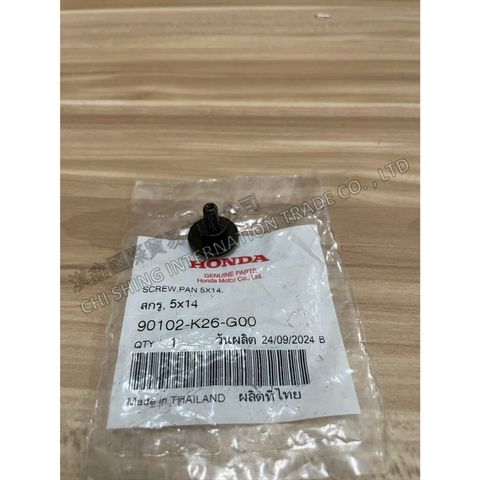 HONDA
GENUINE PARTS
Honda Motor Co., Ltd.
SCREW,PAN 5X14,
สกรู, 5x14
90102-K26-G00
QTY 1 วันผลิต 24/09/2024 B
Made in THAILAND ผลิตที่ไทย
CHI SHING INTERNATION TRADE CO., LTD